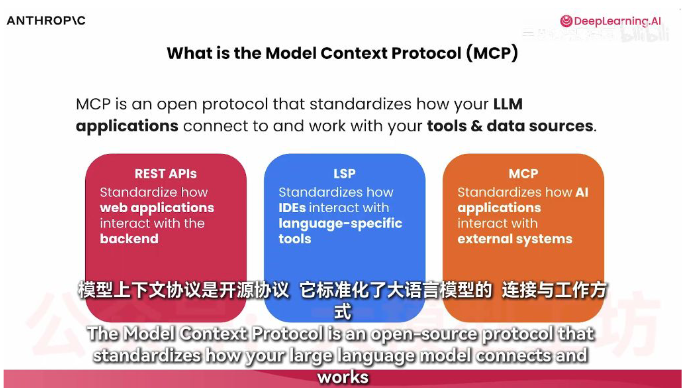 ANTHROP\C
DeepLearning.AI
bilibili
What is the Model Context Protocol (MCP)
MCP is an open protocol that standardizes how your LLM
applications connect to and work with your tools & data sources.
REST APIs
Standardize how
web applications
interact with the
backend
LSP
Standardizes how
IDEs interact with
language-specific
tools
MCP
Standardizes how AI
applications
interact with
external systems
模型上下文协议是开源协议 它标准化了大语言模型的 连接与工作方
式
The Model Context Protocol is an open-source protocol that
standardizes how your large language model connects and
works